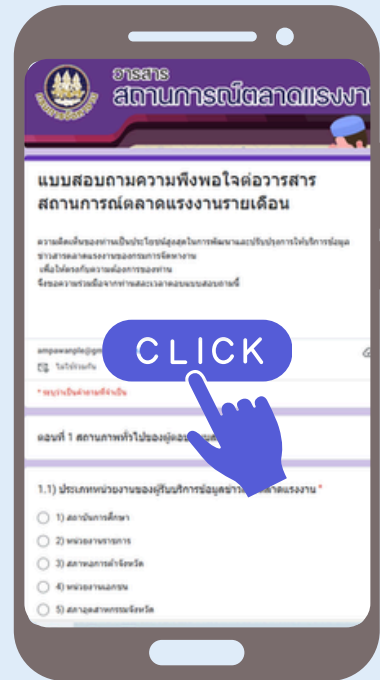 วารสาร
สถานการณ์ตลาดแรงงา
แบบสอบถามความพึงพอใจต่อวารสาร
สถานการณ์ตลาดแรงงานรายเดือน
ความคิดเห็นของท่านเป็นประโยชน์สูงสุดในการพัฒนาและปรับปรุงการให้บริการข้อมูล
ข่าวสารตลาดแรงงานของกรมการจัดหางาน
เพื่อให้ตรงกับความต้องการของท่าน
จึงขอความร่วมมือจากท่านสละเวลาตอบแบบสอบถามนี้
CLICK
ไม่ใช่ร่วมกัน
* ระบุว่าเป็นคำถามที่จำเป็น
ตอนที่ 1 สถานภาพทั่วไปของผู้ตอบ
1.1) ประเภทหน่วยงานของผู้รับบริการข้อมูลข่าว ตลาดแรงงาน *
1) สถาบันการศึกษา
2) หน่วยงานราชการ
3) สภาหอการค้าจังหวัด
4) หน่วยงานเอกชน
5) สภาอุตสาหกรรมจังหวัด